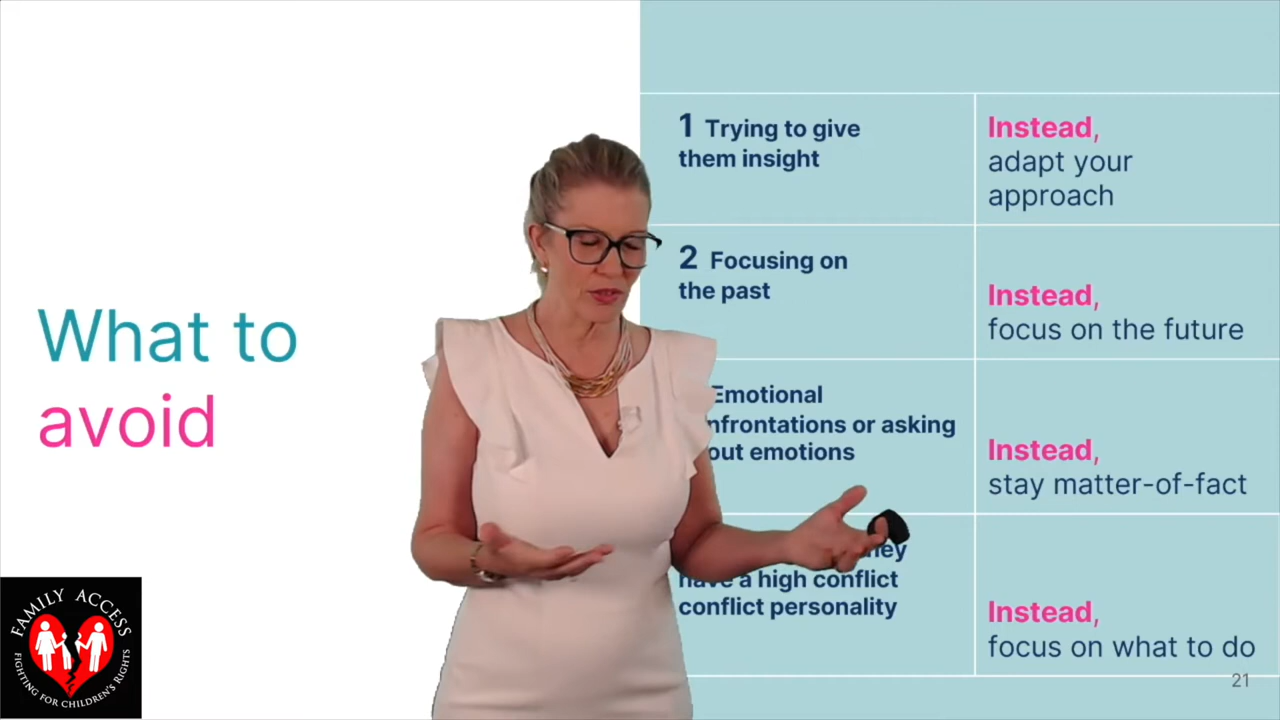 What to
avoid
1 Trying to give
them insight
Instead,
adapt your
approach
2 Focusing on
the past
Instead,
focus on the future
Emotional
or asking
emotions
Instead,
stay matter-of-fact
have a high conflict
conflict personality
Instead,
focus on what to do
21
FAMILY ACCESS
FIGHTING FOR CHILDREN'S RIGHTS